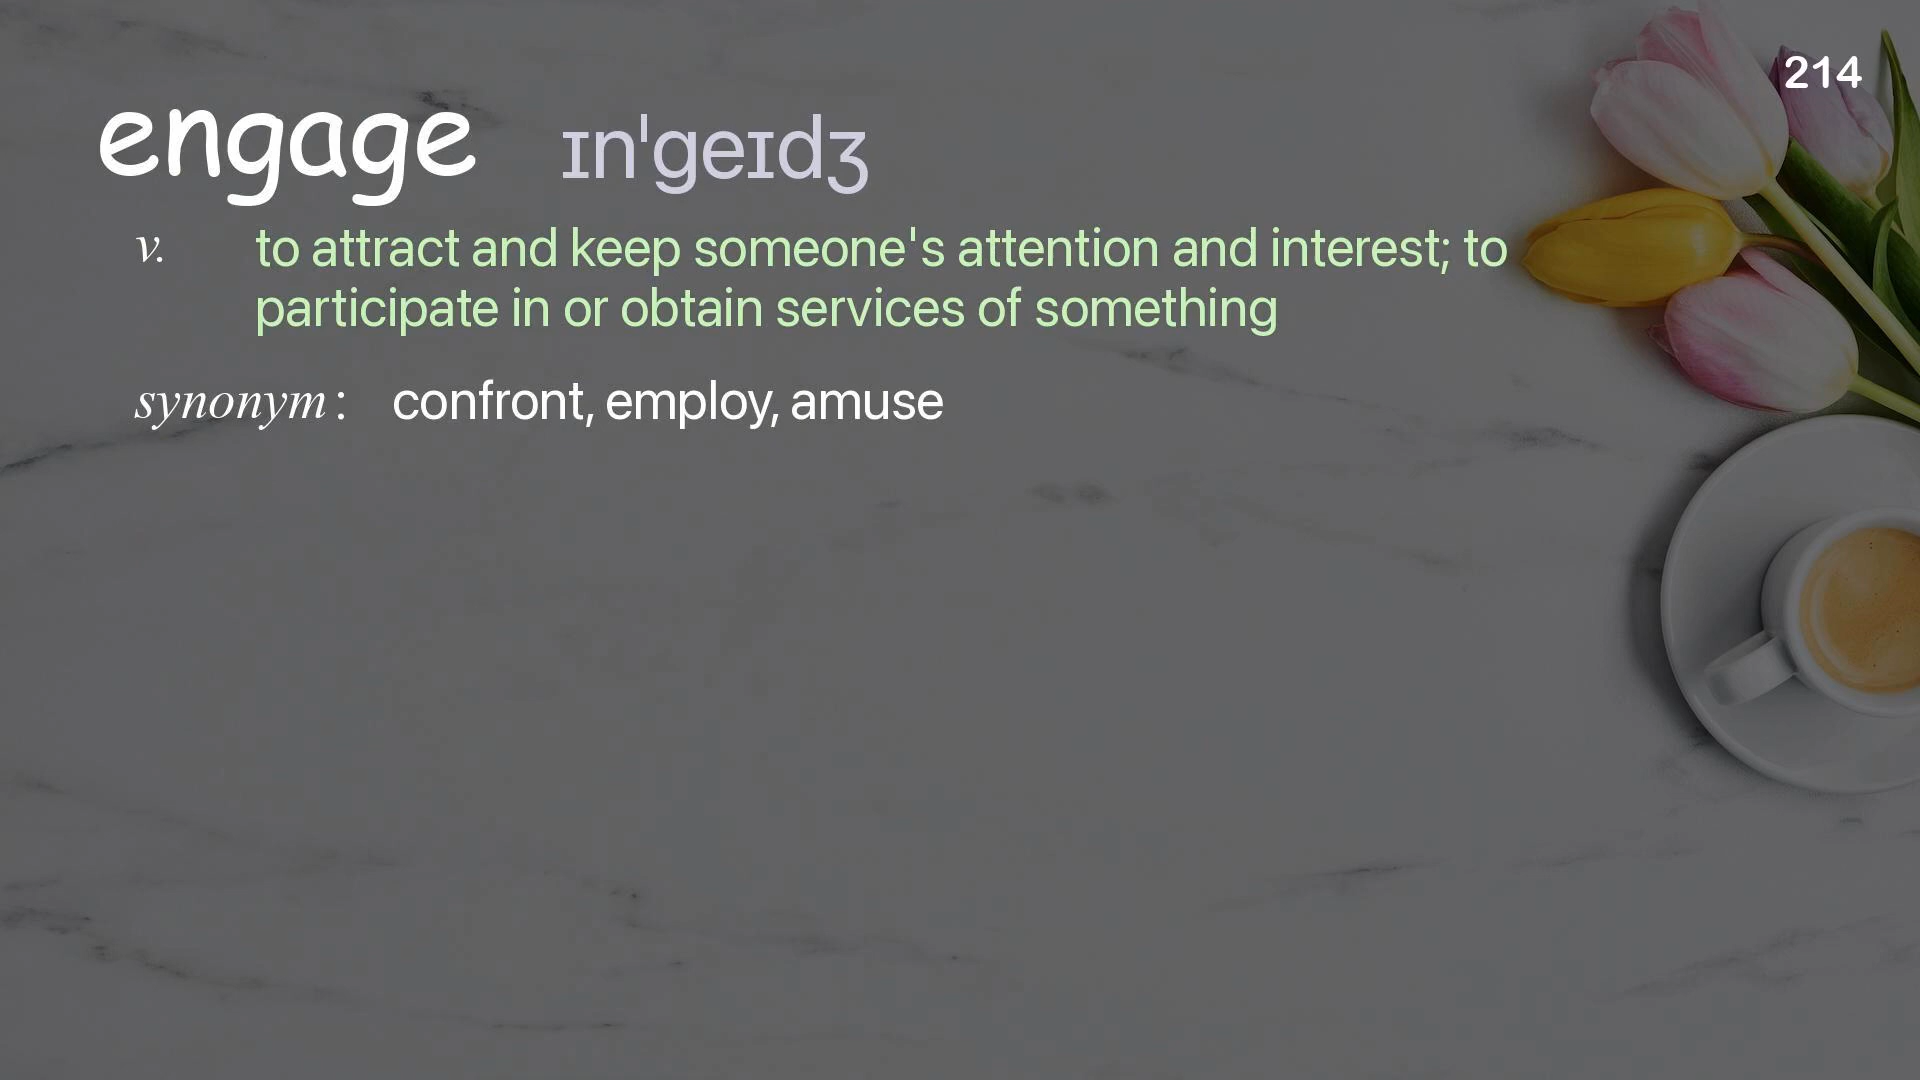 214
engage ɪnˈgeɪdʒ
v. to attract and keep someone's attention and interest; to
participate in or obtain services of something
synonym : confront, employ, amuse